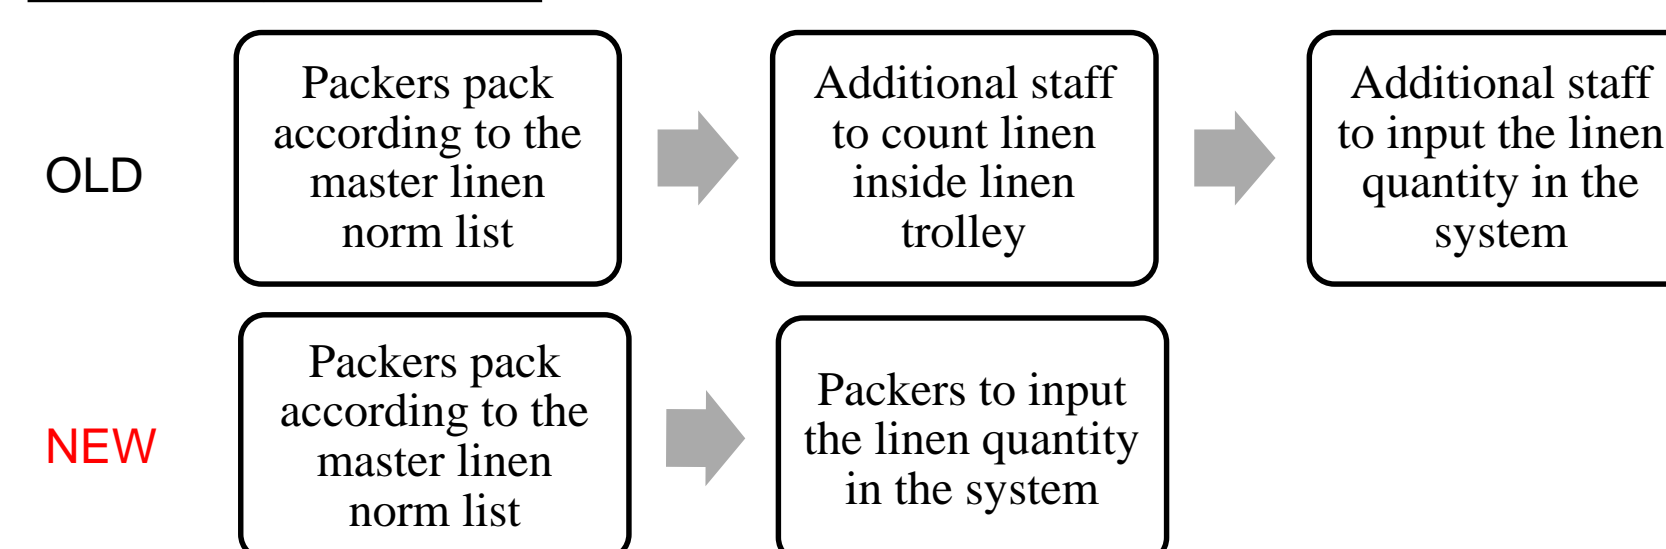 OLD
Packers pack
according to the
master linen
norm list
Additional staff
to count linen
inside linen
trolley
Additional staff
to input the linen
quantity in the
system
NEW
Packers pack
according to the
master linen
norm list
Packers to input
the linen quantity
in the system